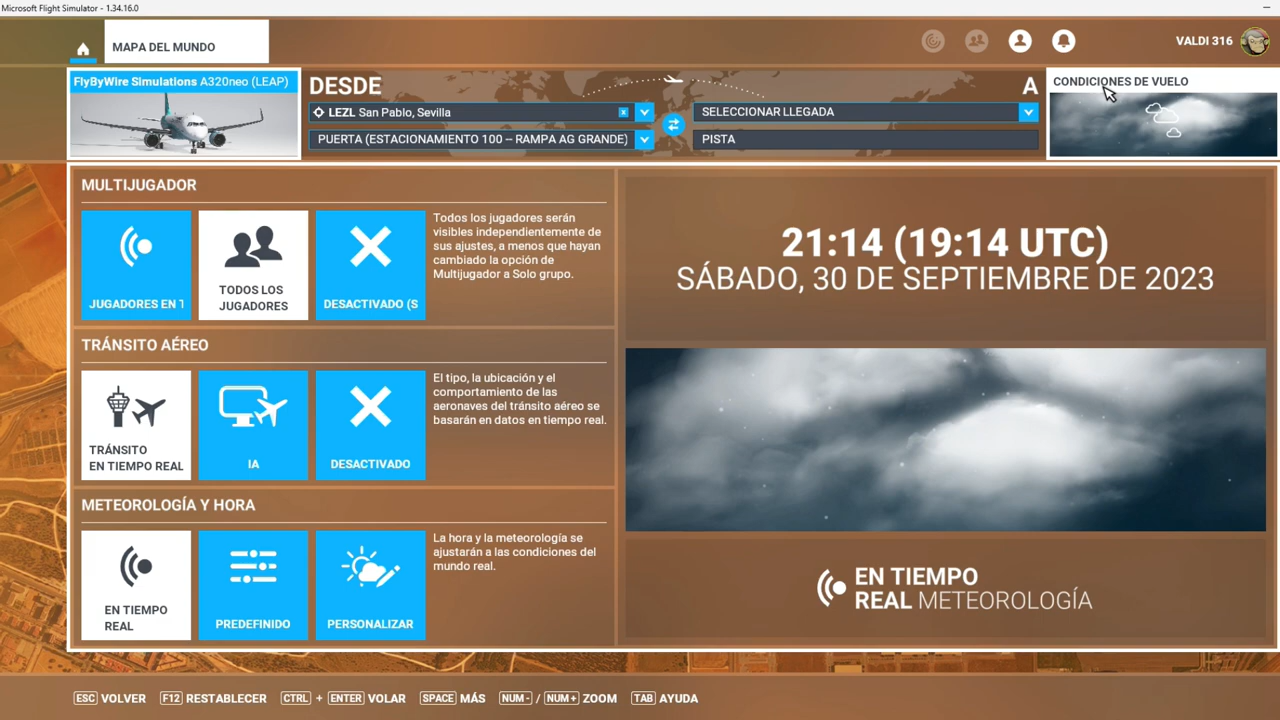 Microsoft Flight Simulator - 1.34.16.0
MAPA DEL MUNDO
VALDI 316
FlyByWire Simulations A320neo (LEAP)
DESDE
A
LEZL San Pablo, Sevilla
x
PUERTA (ESTACIONAMIENTO 100 – RAMPA AG GRANDE)
SELECCIONAR LLEGADA
PISTA
CONDICIONES DE VUELO
MULTIJUGADOR
JUGADORES EN T
TODOS LOS
JUGADORES
DESACTIVADO (S
Todos los jugadores serán
visibles independientemente de
sus ajustes, a menos que hayan
cambiado la opción de
Multijugador a Solo grupo.
TRÁNSITO AÉREO
TRÁNSITO
EN TIEMPO REAL
IA
DESACTIVADO
El tipo, la ubicación y el
comportamiento de las
aeronaves del tránsito aéreo se
basarán en datos en tiempo real.
METEOROLOGÍA Y HORA
EN TIEMPO
REAL
PREDEFINIDO
PERSONALIZAR
La hora y la meteorología se
ajustarán a las condiciones del
mundo real.
21:14 (19:14 UTC)
SÁBADO, 30 DE SEPTIEMBRE DE 2023
EN TIEMPO
REAL METEOROLOGÍA
ESC VOLVER F12 RESTABLECER CTRL + ENTER VOLAR SPACE MÁS NUM - / NUM + ZOOM TAB AYUDA